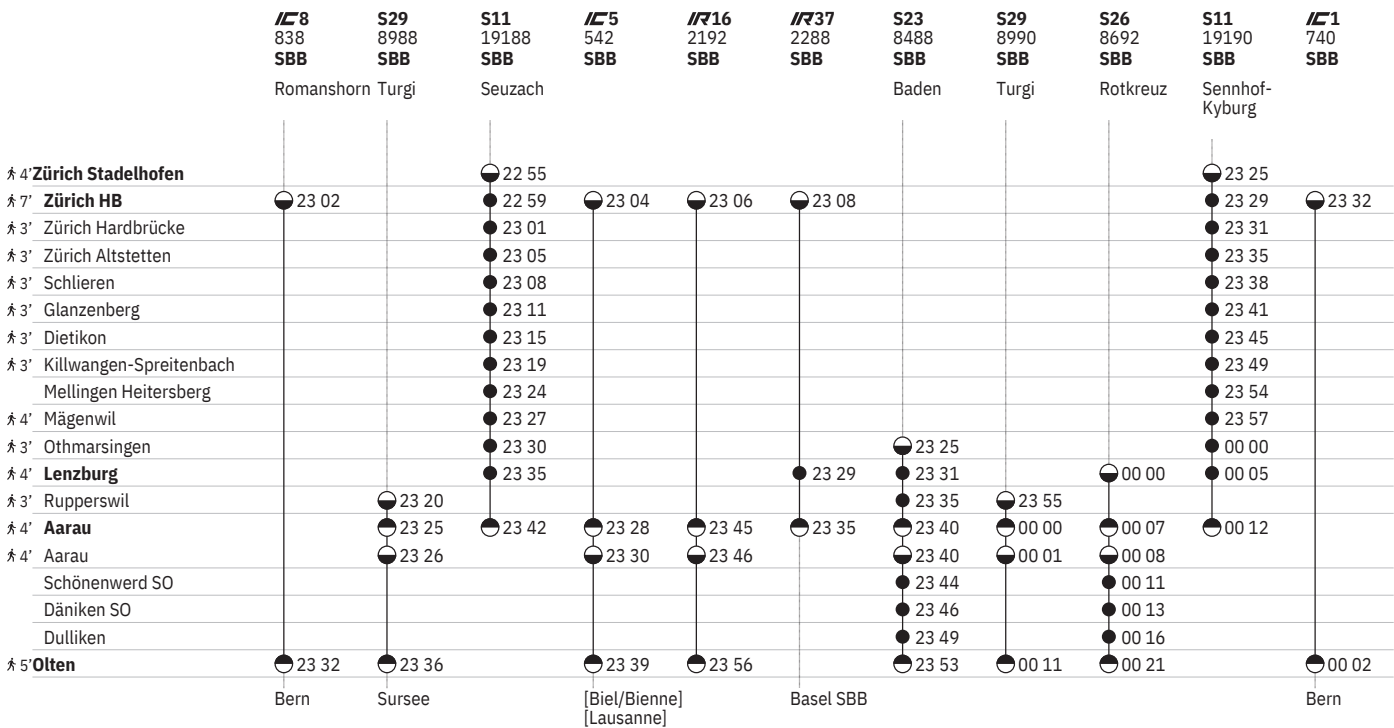 IC8 S29 S11 IC5 IR16 IR37 S23 S29 S26 S11 IC1
838 8988 19188 542 2192 2288 8488 8990 8692 19190 740
SBB SBB SBB SBB SBB SBB SBB SBB SBB SBB SBB
Romanshorn Turgi Seuzach Baden Turgi Rotkreuz Sennhof-
Kyburg
4’ Zürich Stadelhofen 22 55 23 25
7’ Zürich HB 23 02 22 59 23 04 23 06 23 08 23 29 23 32
3’ Zürich Hardbrücke 23 01 23 31
3’ Zürich Altstetten 23 05 23 35
3’ Schlieren 23 08 23 38
3’ Glanzenberg 23 11 23 41
3’ Dietikon 23 15 23 45
3’ Killwangen-Spreitenbach 23 19 23 49
Mellingen Heitersberg 23 24 23 54
4’ Mägenwil 23 27 23 57
3’ Othmarsingen 23 30 23 25 00 00
4’ Lenzburg 23 35 23 29 23 31 00 00 00 05
3’ Rupperswil 23 20 23 35 23 55
4’ Aarau 23 25 23 42 23 28 23 45 23 35 23 40 00 00 00 07 00 12
4’ Aarau 23 26 23 30 23 46 23 40 00 01 00 08
Schönenwerd SO 23 44 00 11
Däniken SO 23 46 00 13
Dulliken 23 49 00 16
5’ Olten 23 32 23 36 23 39 23 56 23 53 00 11 00 21 00 02
Bern Sursee [Biel/Bienne] Basel SBB Bern
[Lausanne]